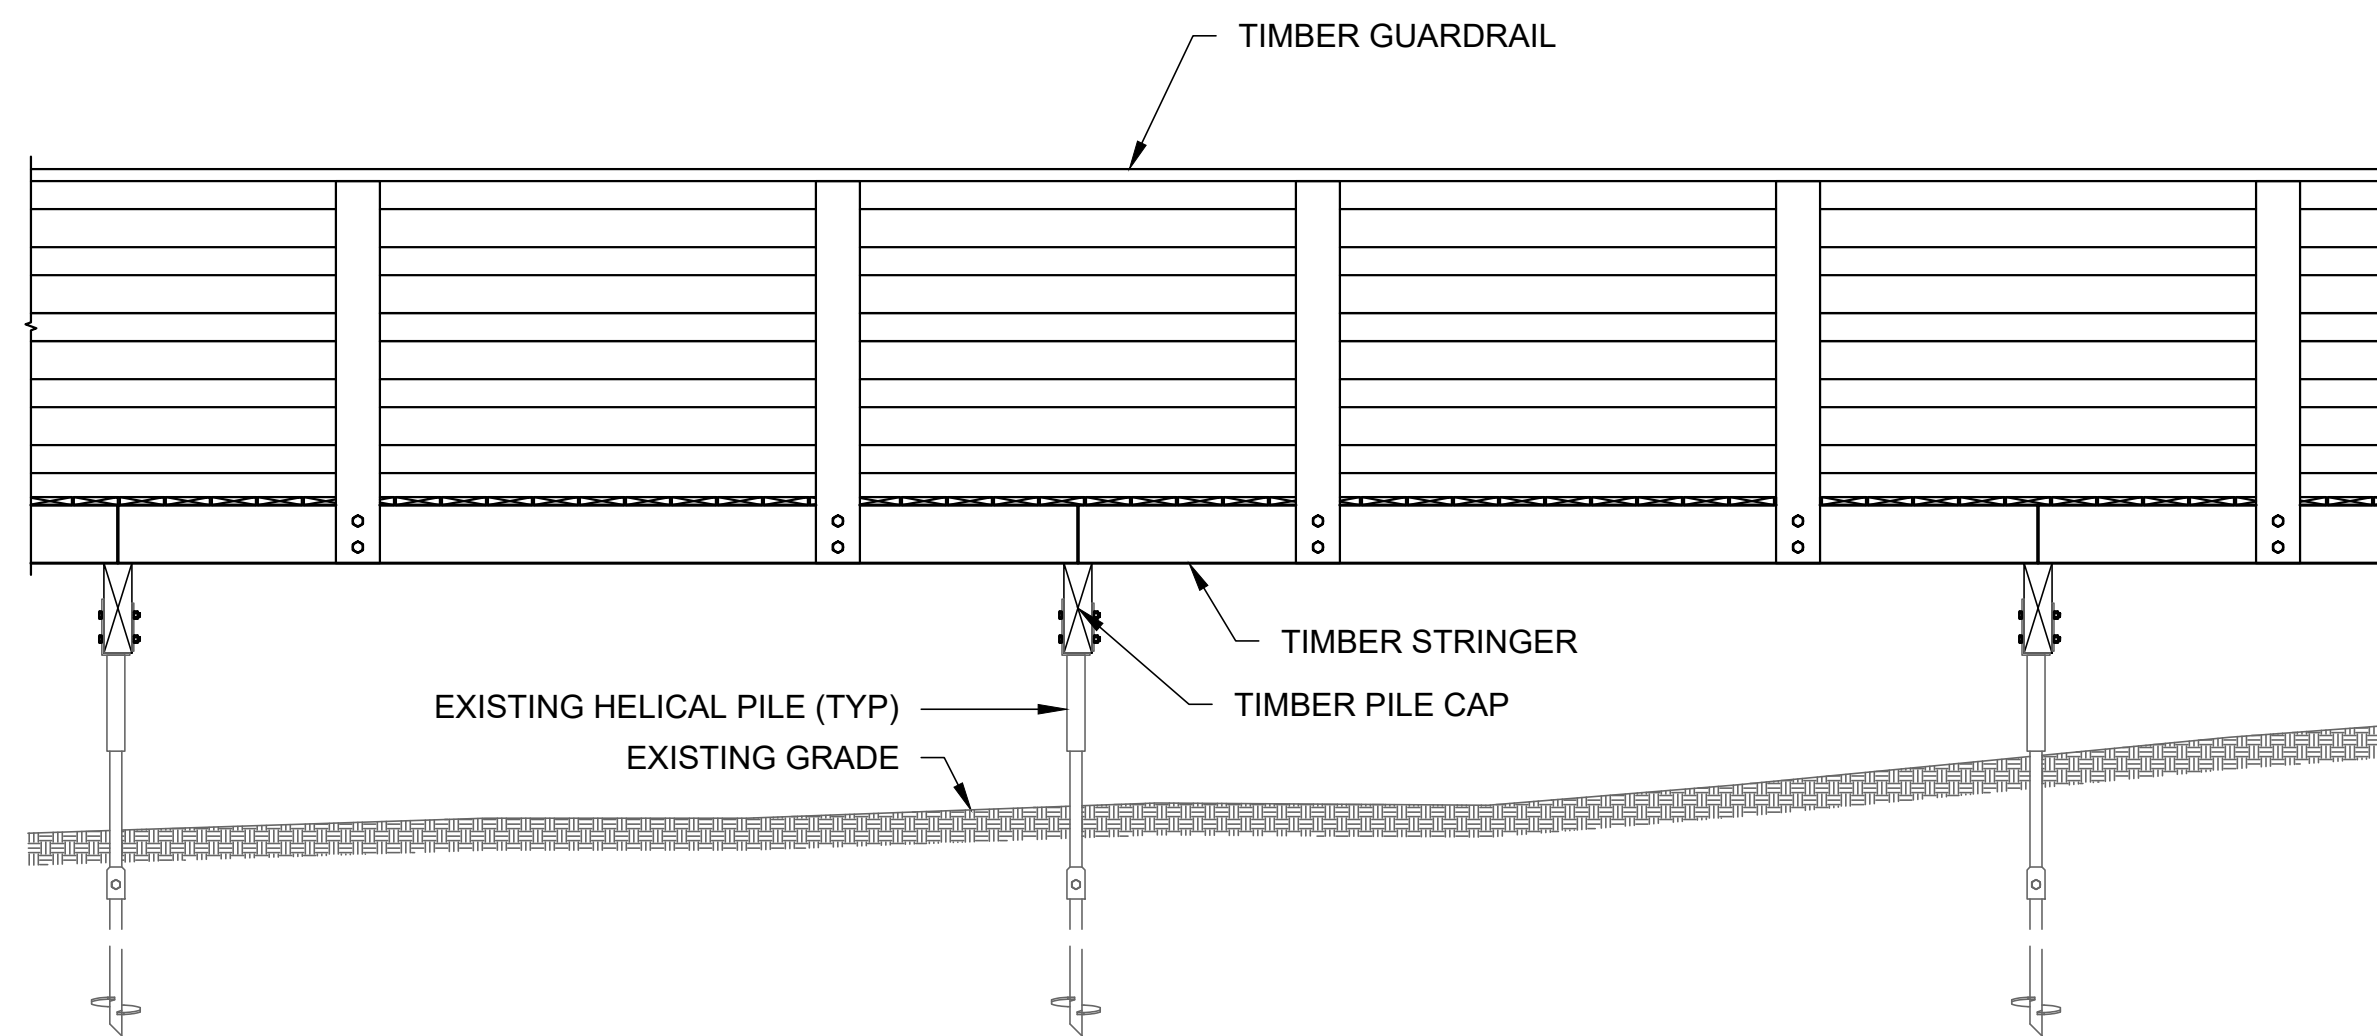 TIMBER GUARDRAIL
TIMBER STRINGER
EXISTING HELICAL PILE (TYP)
TIMBER PILE CAP
EXISTING GRADE